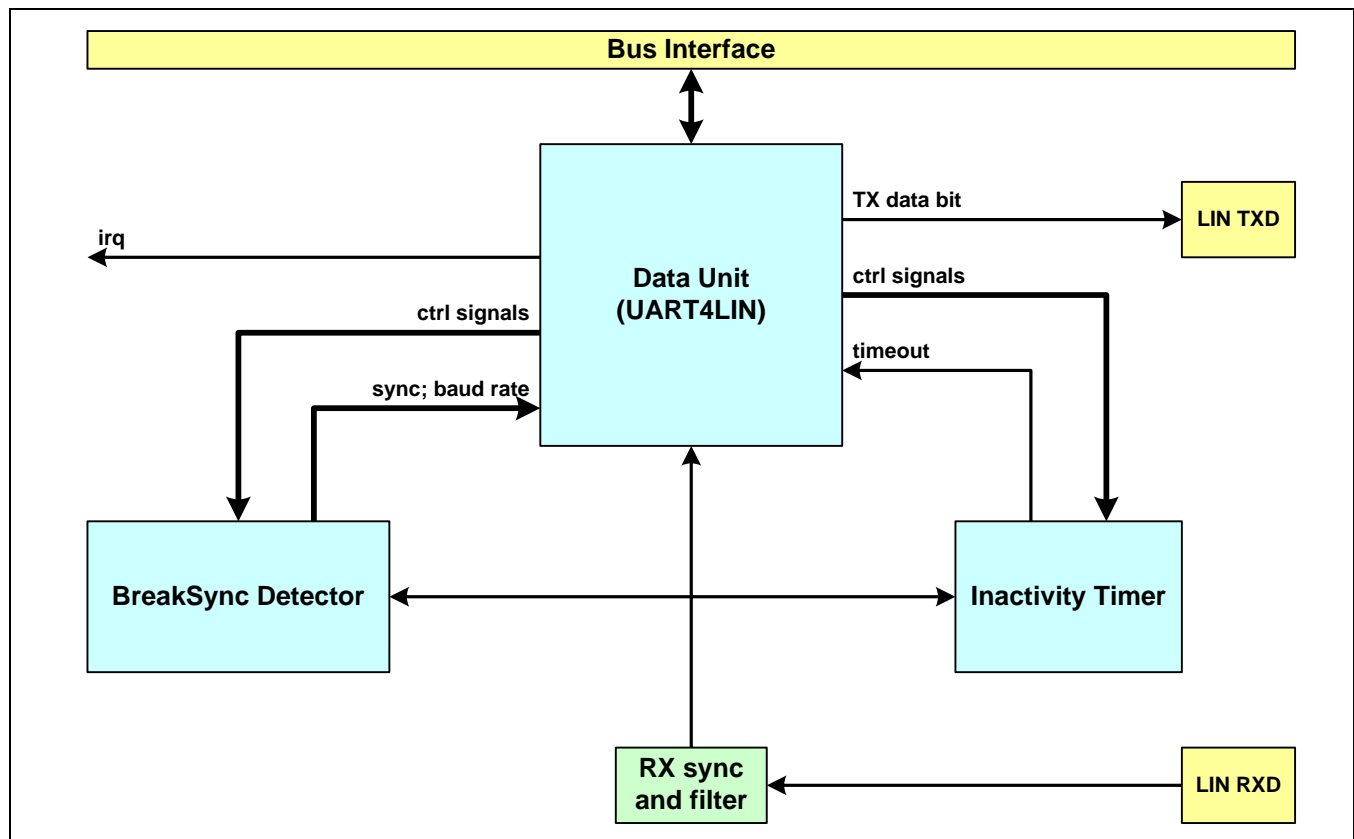 Bus Interface
TX data bit
LIN TXD
irq
Data Unit
(UART4LIN)
ctrl signals
ctrl signals
timeout
sync; baud rate
BreakSync Detector
Inactivity Timer
RX sync
and filter
LIN RXD